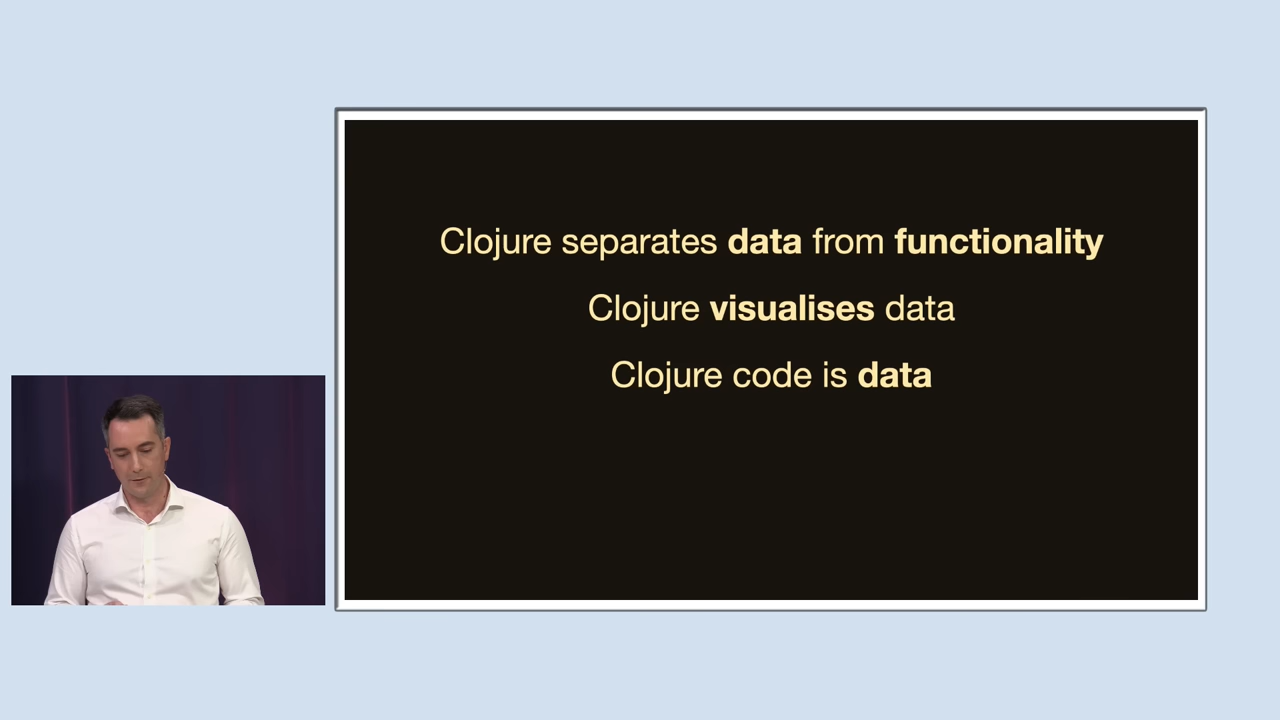 Clojure separates data from functionality
Clojure visualises data
Clojure code is data